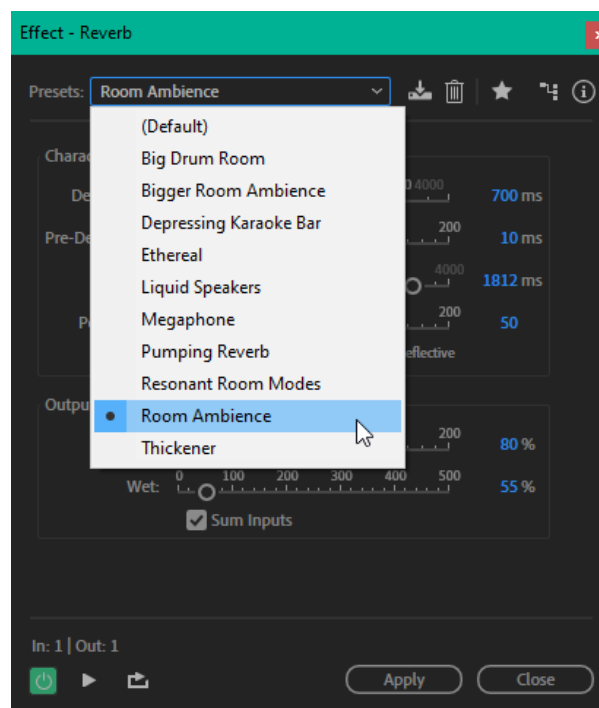 Effect - Reverb
Presets: Room Ambience
(Default)
Big Drum Room
Bigger Room Ambience
Depressing Karaoke Bar
Ethereal
Liquid Speakers
Megaphone
Pumping Reverb
Resonant Room Modes
Room Ambience
Thickener
4000
700 ms
200
10 ms
4000
1812 ms
200
50
80 %
200
Wet:
0 100 200 300 400 500
55 %
Sum Inputs
In: 1 | Out: 1
Apply
Close